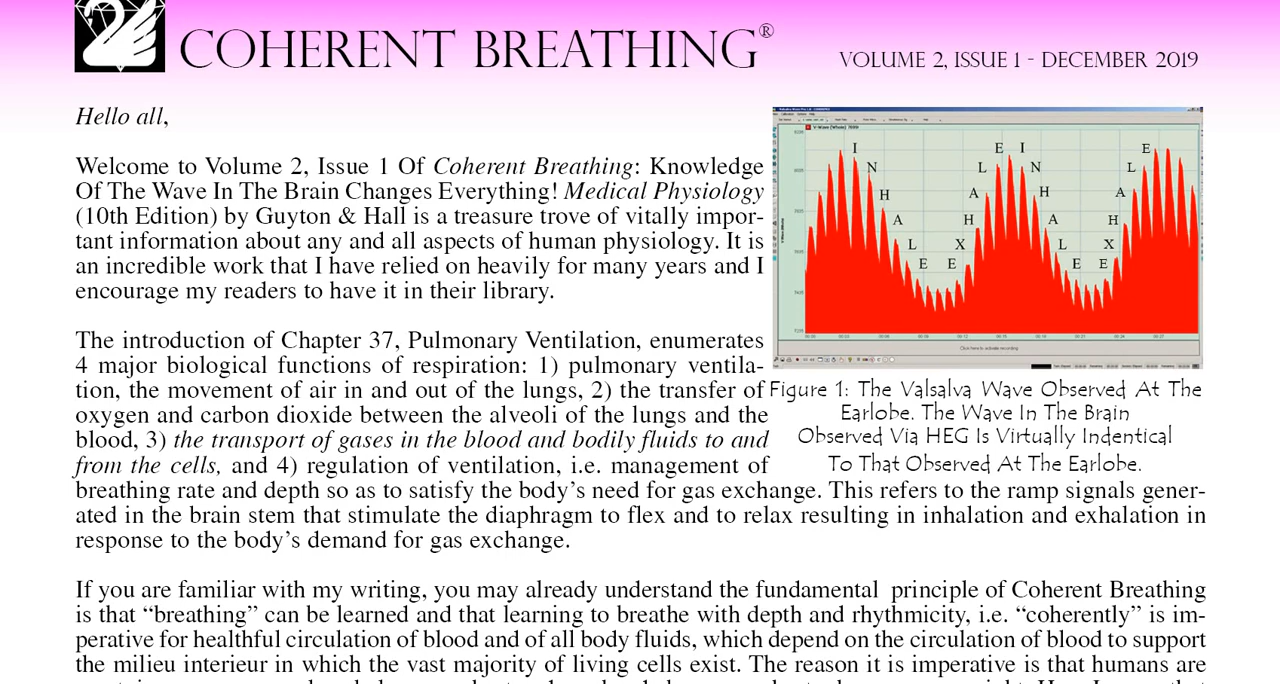 COHERENT BREATHING®
VOLUME 2, ISSUE 1 - DECEMBER 2019
Hello all,
Welcome to Volume 2, Issue 1 Of Coherent Breathing: Knowledge
Of The Wave In The Brain Changes Everything! Medical Physiology
(10th Edition) by Guyton & Hall is a treasure trove of vitally impor-
tant information about any and all aspects of human physiology. It is
an incredible work that I have relied on heavily for many years and I
encourage my readers to have it in their library.
The introduction of Chapter 37, Pulmonary Ventilation, enumerates
4 major biological functions of respiration: 1) pulmonary ventila-
tion, the movement of air in and out of the lungs, 2) the transfer of
oxygen and carbon dioxide between the alveoli of the lungs and the
blood, 3) the transport of gases in the blood and bodily fluids to and
from the cells, and 4) regulation of ventilation, i.e. management of
breathing rate and depth so as to satisfy the body's need for gas exchange. This refers to the ramp signals gener-
ated in the brain stem that stimulate the diaphragm to flex and to relax resulting in inhalation and exhalation in
response to the body's demand for gas exchange.
INHALE EXHALE INHALE EXHALE
Figure 1: The Valsalva Wave Observed At The
Earlobe. The Wave In The Brain
Observed Via HEG Is Virtually Indentical
To That Observed At The Earlobe.
If you are familiar with my writing, you may already understand the fundamental principle of Coherent Breathing
is that “breathing” can be learned and that learning to breathe with depth and rhythmicity, i.e. “coherently” is im-
perative for healthful circulation of blood and of all body fluids, which depend on the circulation of blood to support
the milieu interieur in which the vast majority of living cells exist. The reason it is imperative is that humans are